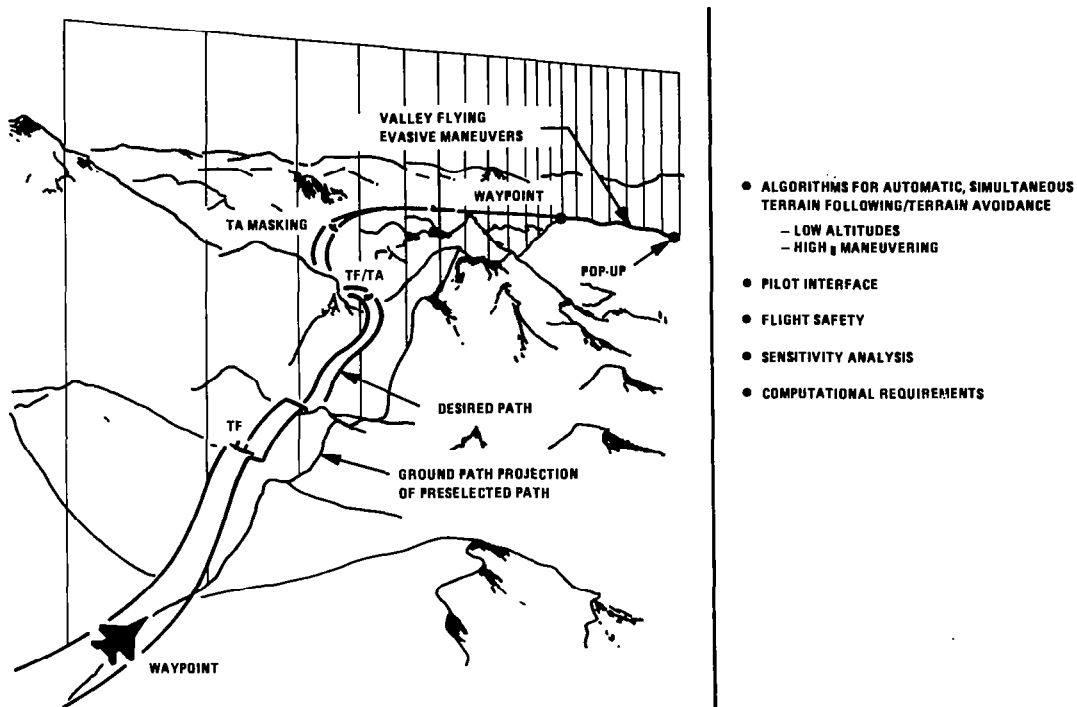 VALLEY FLYING
EVASIVE MANEUVERS
WAYPOINT
TA MASKING
TF/TA
POP-UP
DESIRED PATH
TF
GROUND PATH PROJECTION
OF PRESELECTED PATH
WAYPOINT
● ALGORITHMS FOR AUTOMATIC, SIMULTANEOUS
TERRAIN FOLLOWING/TERRAIN AVOIDANCE
– LOW ALTITUDES
– HIGH g MANEUVERING
● PILOT INTERFACE
● FLIGHT SAFETY
● SENSITIVITY ANALYSIS
● COMPUTATIONAL REQUIREMENTS